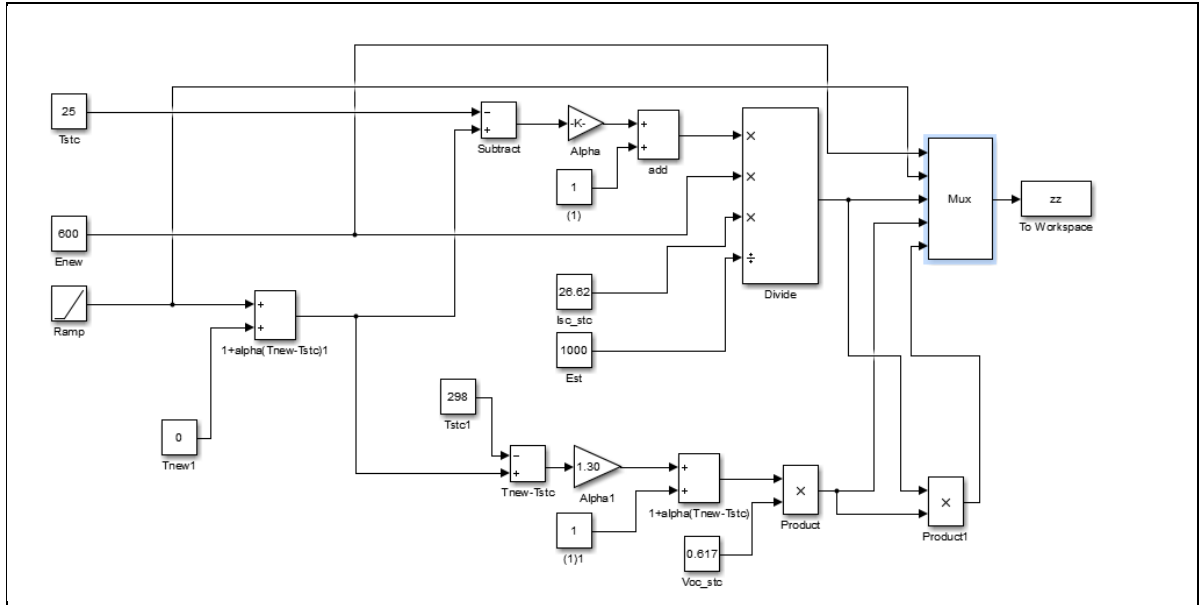 25
Tstc
−
+
Subtract
-K-
Alpha
+
+
add
1
(1)
×
×
×
÷
Divide
Mux
zz
To Workspace
600
Enew
Ramp
+
+
1+alpha(Tnew-Tstc)1
26.62
Isc_stc
1000
Est
0
Tnew1
298
Tstc1
−
+
Tnew-Tstc
1.30
Alpha1
+
+
1+alpha(Tnew-Tstc)
1
(1)1
×
Product
0.617
Voc_stc
×
Product1